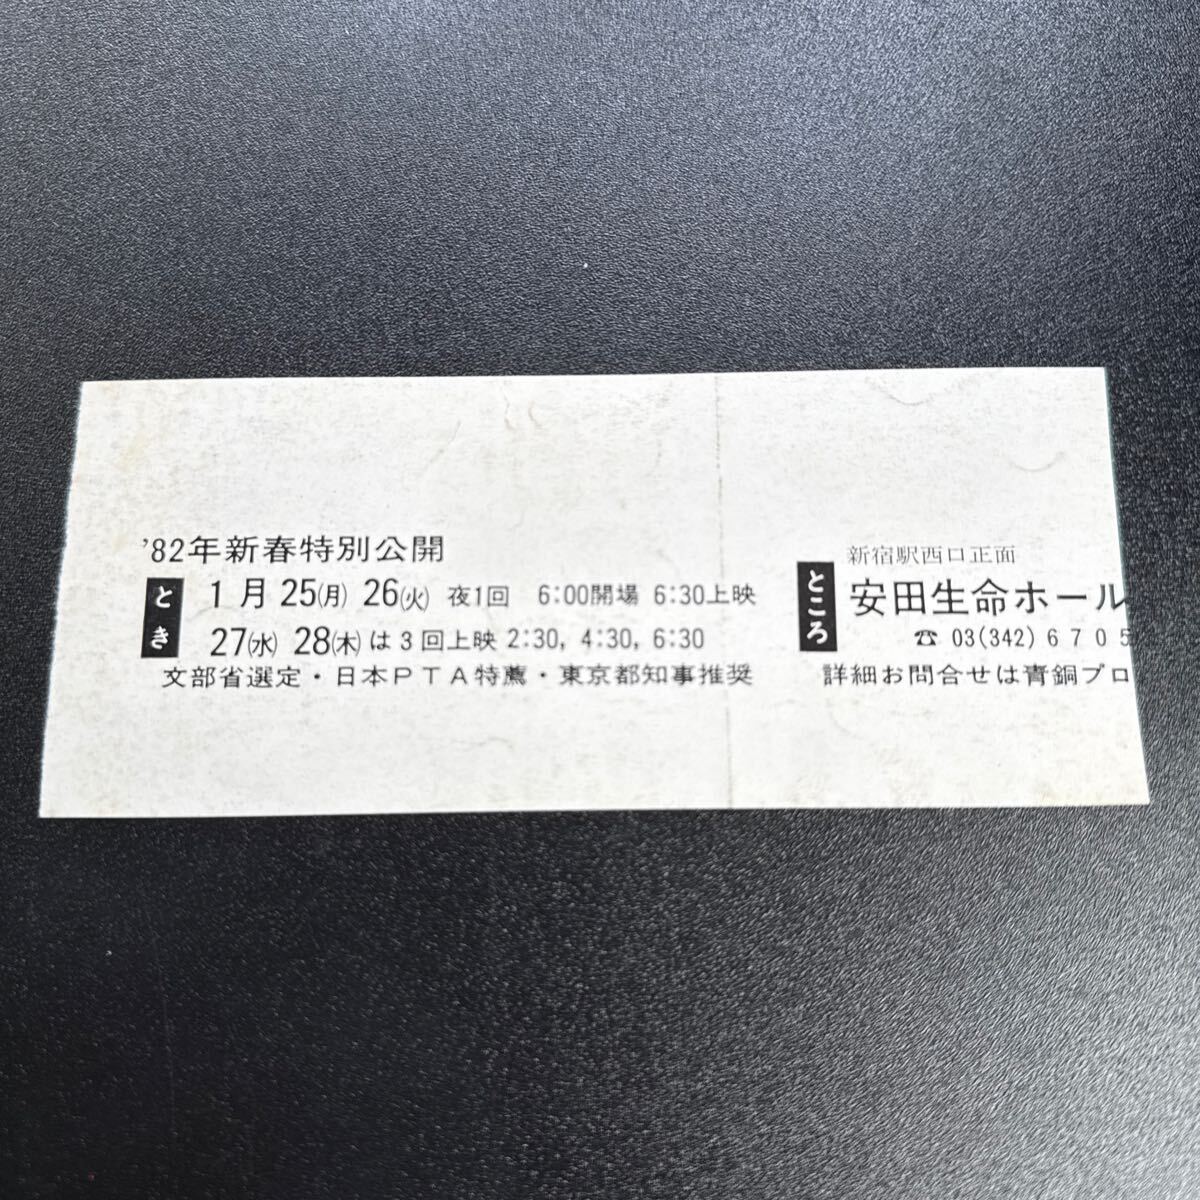 '82年新春特別公開
とき
1月25(月) 26(火) 夜1回 6:00開場 6:30上映
27(水) 28(木)は3回上映 2:30, 4:30, 6:30
文部省選定・日本PTA特薦・東京都知事推奨
ところ
新宿駅西口正面
安田生命ホール
☎ 03(342)6705
詳細お問合せは青銅プロ